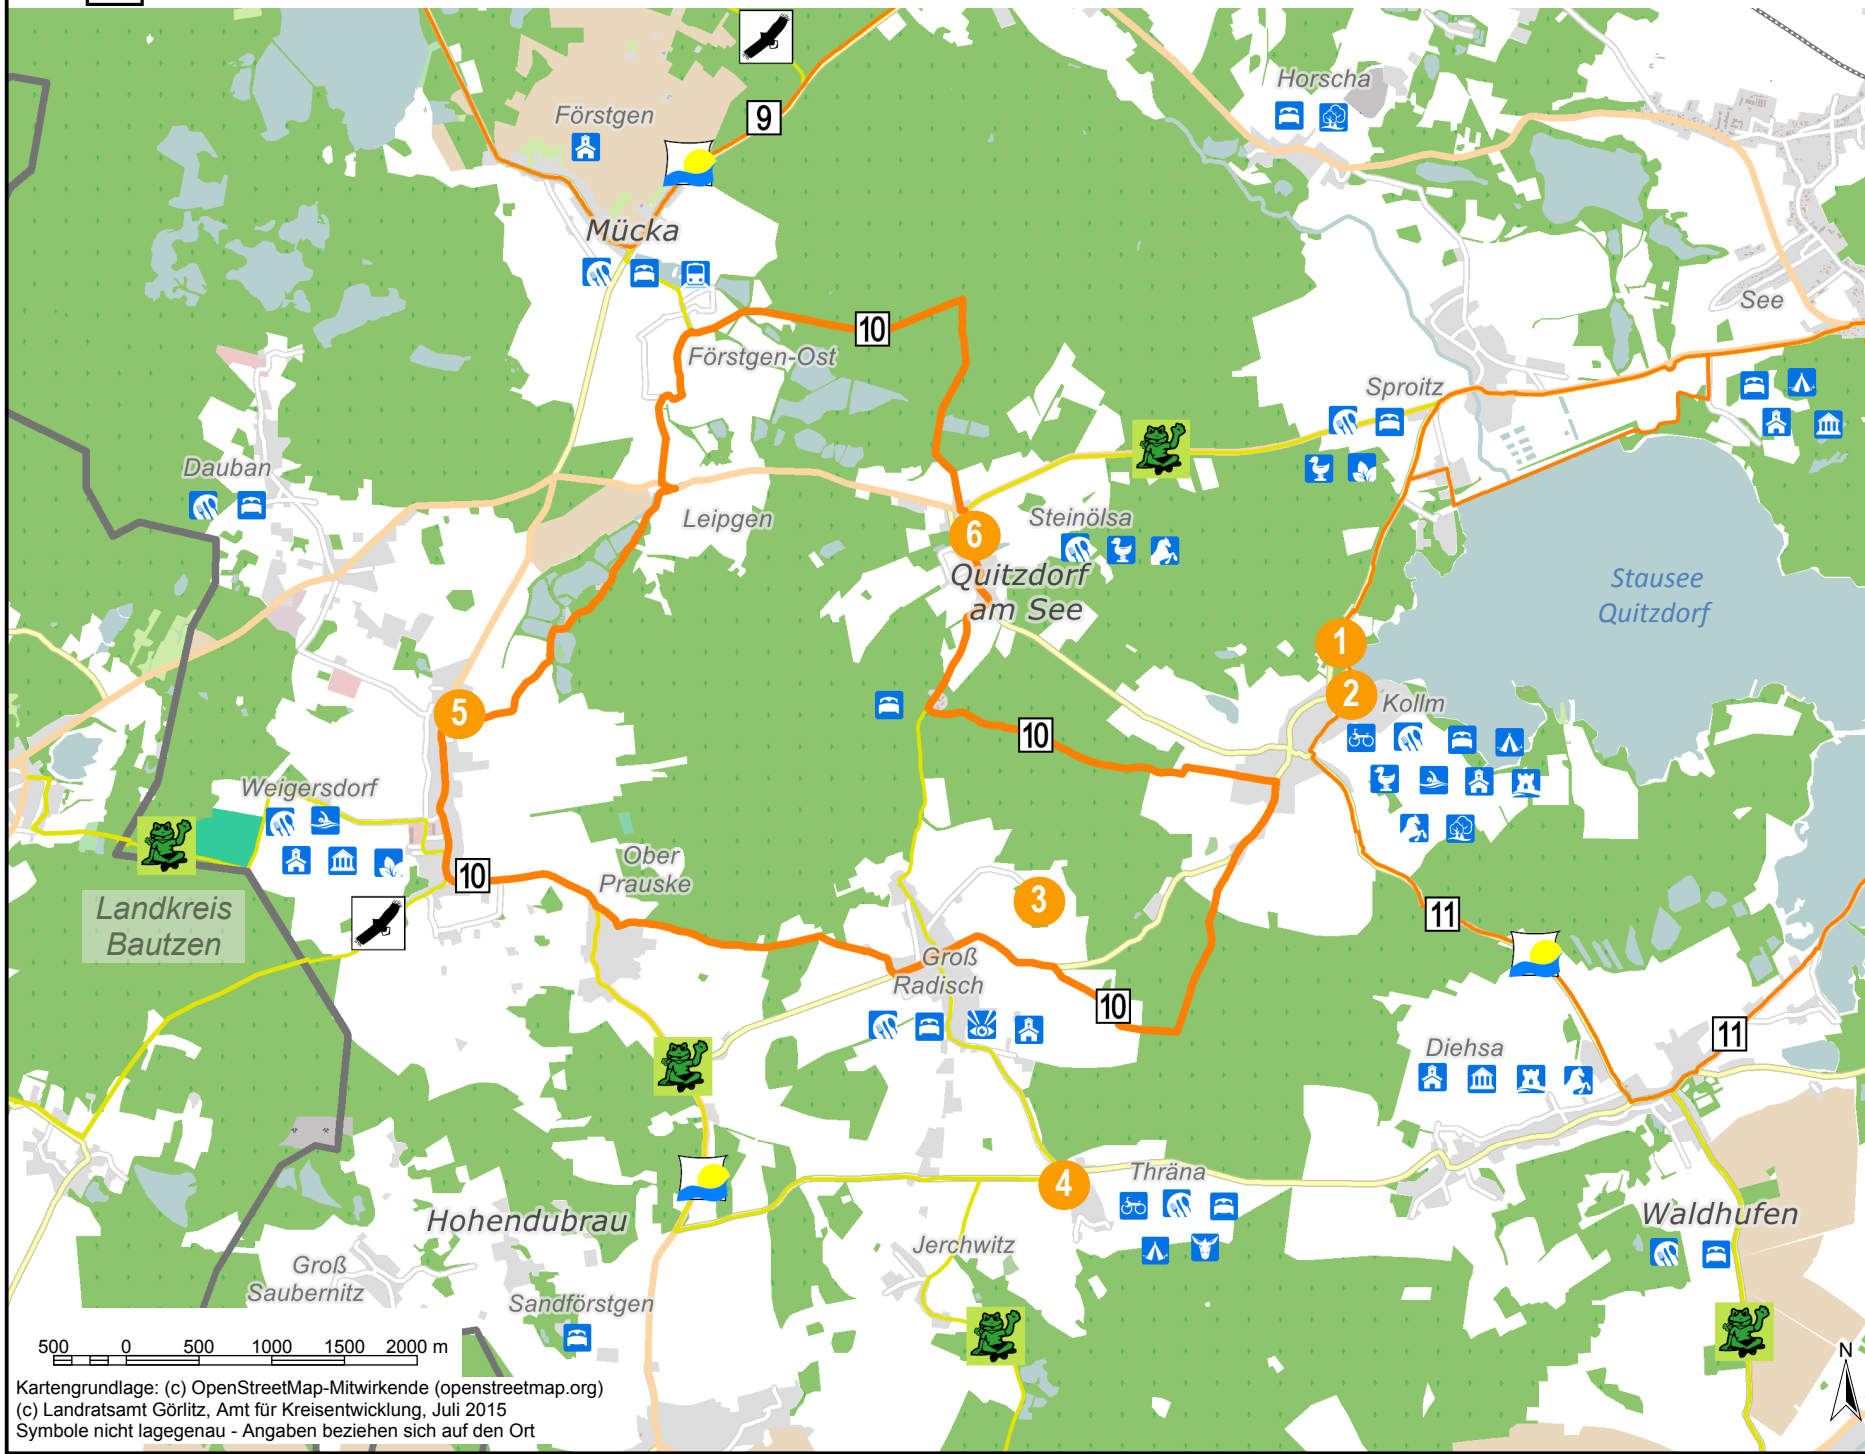 Horscha
Förstgen
9
Mücka
See
10
Förstgen-Ost
Sproitz
Dauban
Leipgen
Steinölsa
6
Quitzdorf
am See
Stausee
Quitzdorf
1
2
Kollm
5
10
Weigersdorf
Ober
Prauske
10
3
11
Landkreis
Bautzen
Groß
Radisch
10
11
Diehsa
4
Thräna
Hohendubrau
Waldhufen
Jerchwitz
Groß
Saubernitz
Sandförstgen
500 0 500 1000 1500 2000 m
N
Kartengrundlage: (c) OpenStreetMap-Mitwirkende (openstreetmap.org)
(c) Landratsamt Görlitz, Amt für Kreisentwicklung, Juli 2015
Symbole nicht lagegenau - Angaben beziehen sich auf den Ort